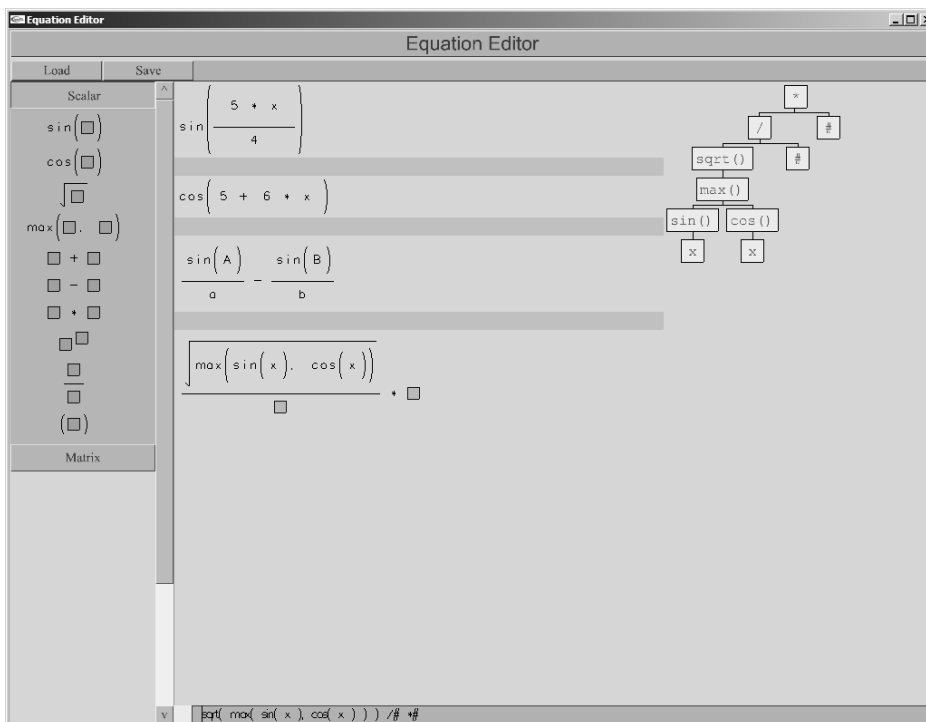 Equation Editor
Equation Editor
Load Save
Scalar
sin(□)
cos(□)
√□
max(□. □)
□ + □
□ - □
□ * □
□□
□/□
(□)
Matrix
sin( 5 * x / 4 )
cos( 5 + 6 * x )
sin(A) / a - sin(B) / b
√max(sin( x ). cos( x )) / □ * □
*
/ #
sqrt() #
max()
sin() cos()
x x
sqrt( max( sin( x ), cos( x ) ) ) /# *#